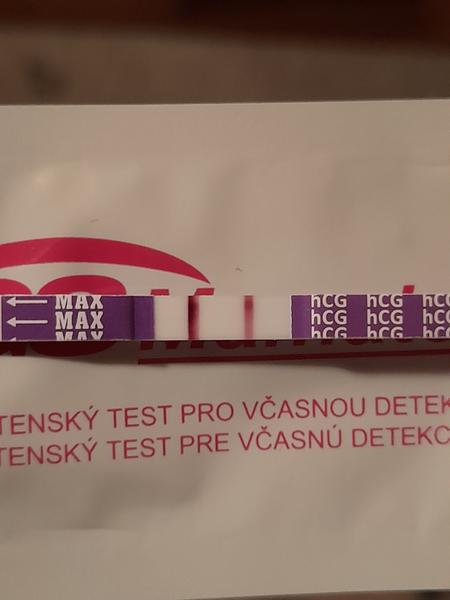 MAX hCG hCG hCG
MAX hCG hCG hCG
MAX hCG hCG hCG
TENSKÝ TEST PRO VČASNOU DETEK
TENSKÝ TEST PRE VČASNÚ DETEKC